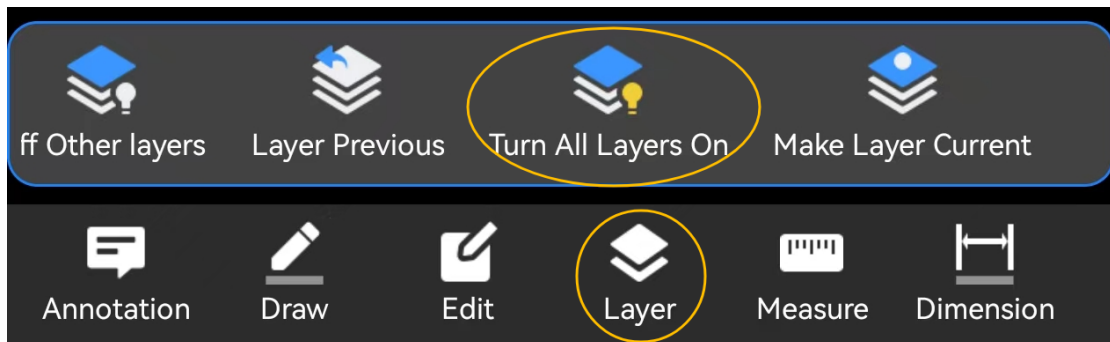 ff Other layers Layer Previous Turn All Layers On Make Layer Current
Annotation Draw Edit Layer Measure Dimension